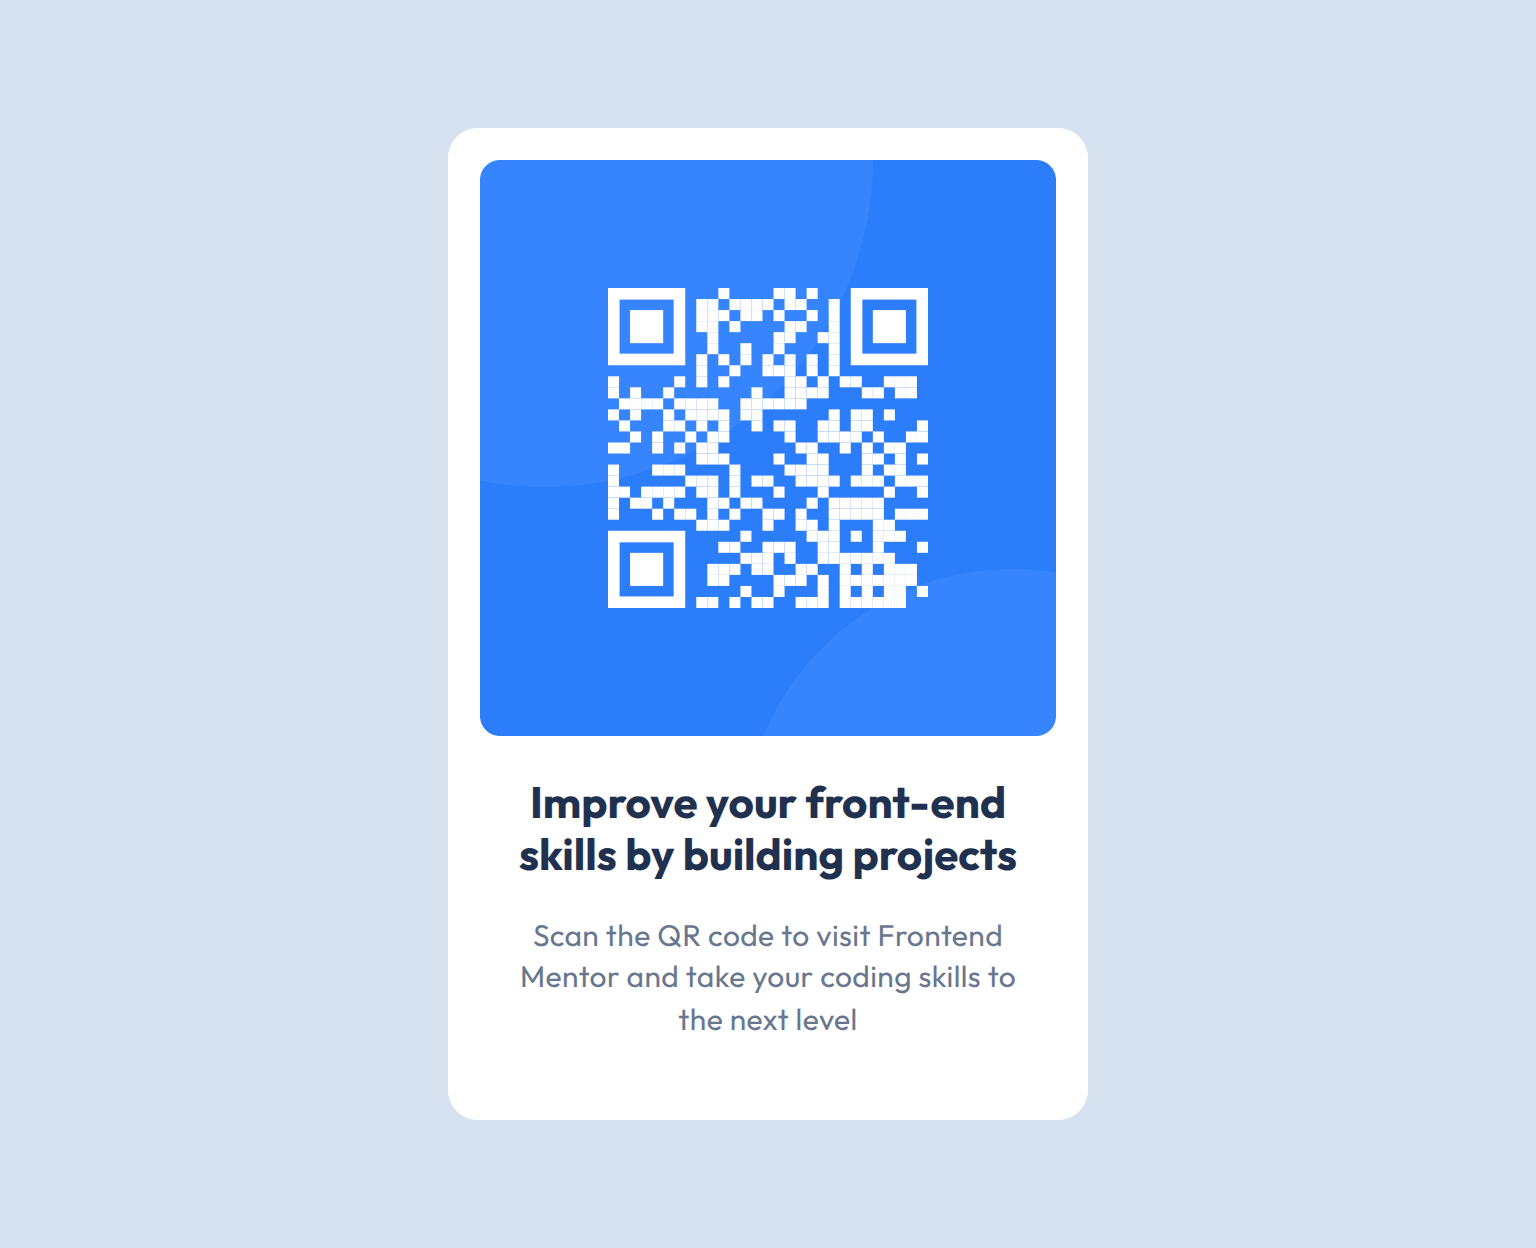 Improve your front-end
skills by building projects
Scan the QR code to visit Frontend
Mentor and take your coding skills to
the next level